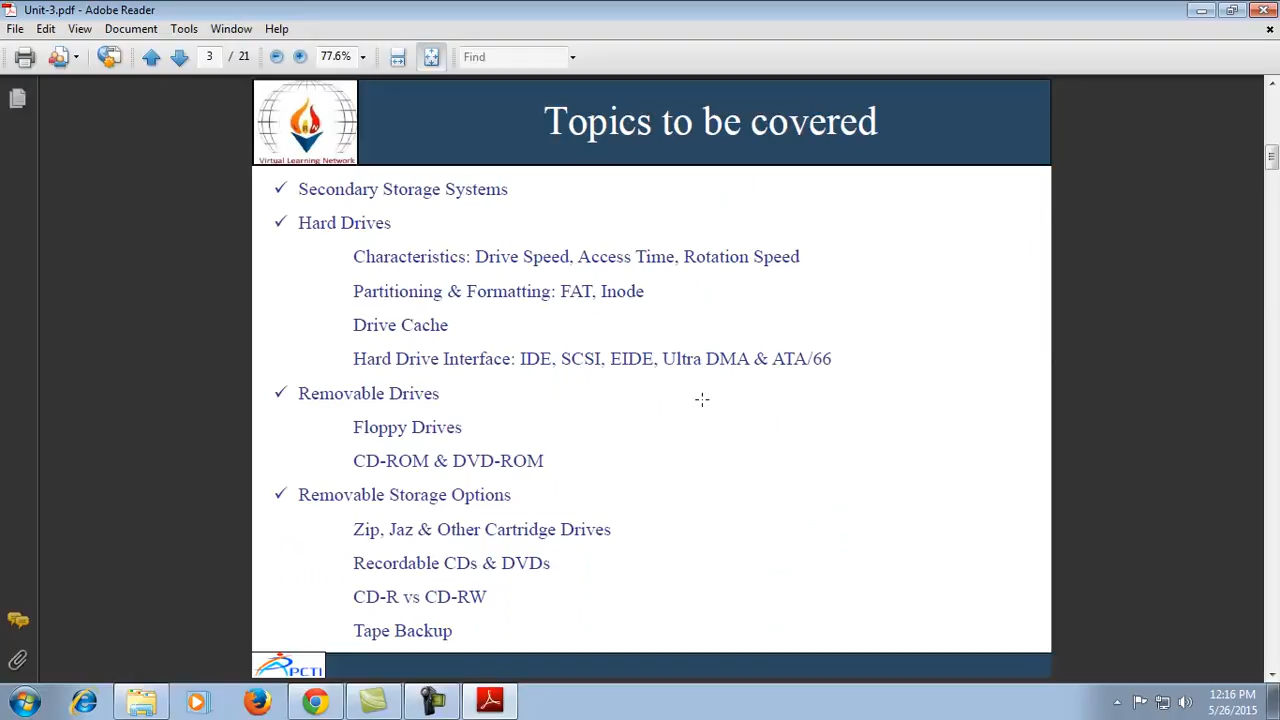 Unit-3.pdf - Adobe Reader
File Edit View Document Tools Window Help
3 / 21 77.6% Find
Virtual Learning Network
Topics to be covered
✓ Secondary Storage Systems
✓ Hard Drives
Characteristics: Drive Speed, Access Time, Rotation Speed
Partitioning & Formatting: FAT, Inode
Drive Cache
Hard Drive Interface: IDE, SCSI, EIDE, Ultra DMA & ATA/66
✓ Removable Drives
Floppy Drives
CD-ROM & DVD-ROM
✓ Removable Storage Options
Zip, Jaz & Other Cartridge Drives
Recordable CDs & DVDs
CD-R vs CD-RW
Tape Backup
PCTI
12:16 PM
5/26/2015